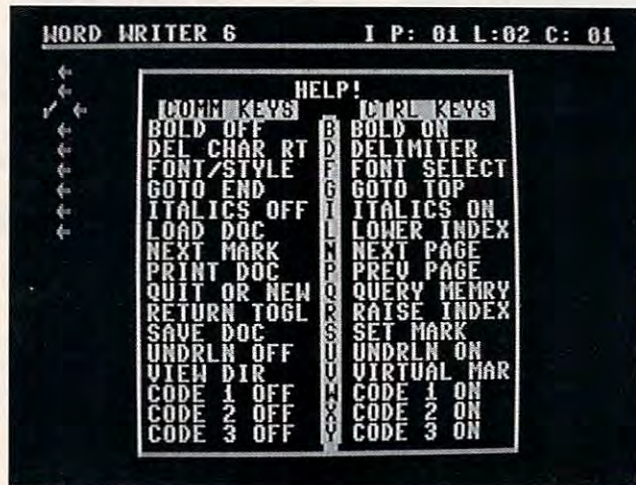 WORD WRITER 6 I P: 01 L:02 C: 01
HELP!
COMM KEYS CTRL KEYS
BOLD OFF B BOLD ON
DEL CHAR RT D DELIMITER
FONT/STYLE F FONT SELECT
GOTO END G GOTO TOP
ITALICS OFF I ITALICS ON
LOAD DOC L LOWER INDEX
NEXT MARK N NEXT PAGE
PRINT DOC P PREV PAGE
QUIT OR NEW Q QUERY MEMRY
RETURN TOGL R RAISE INDEX
SAVE DOC S SET MARK
UNDRLN OFF U UNDRLN ON
VIEW DIR V VIRTUAL MAR
CODE 1 OFF W CODE 1 ON
CODE 2 OFF X CODE 2 ON
CODE 3 OFF Y CODE 3 ON